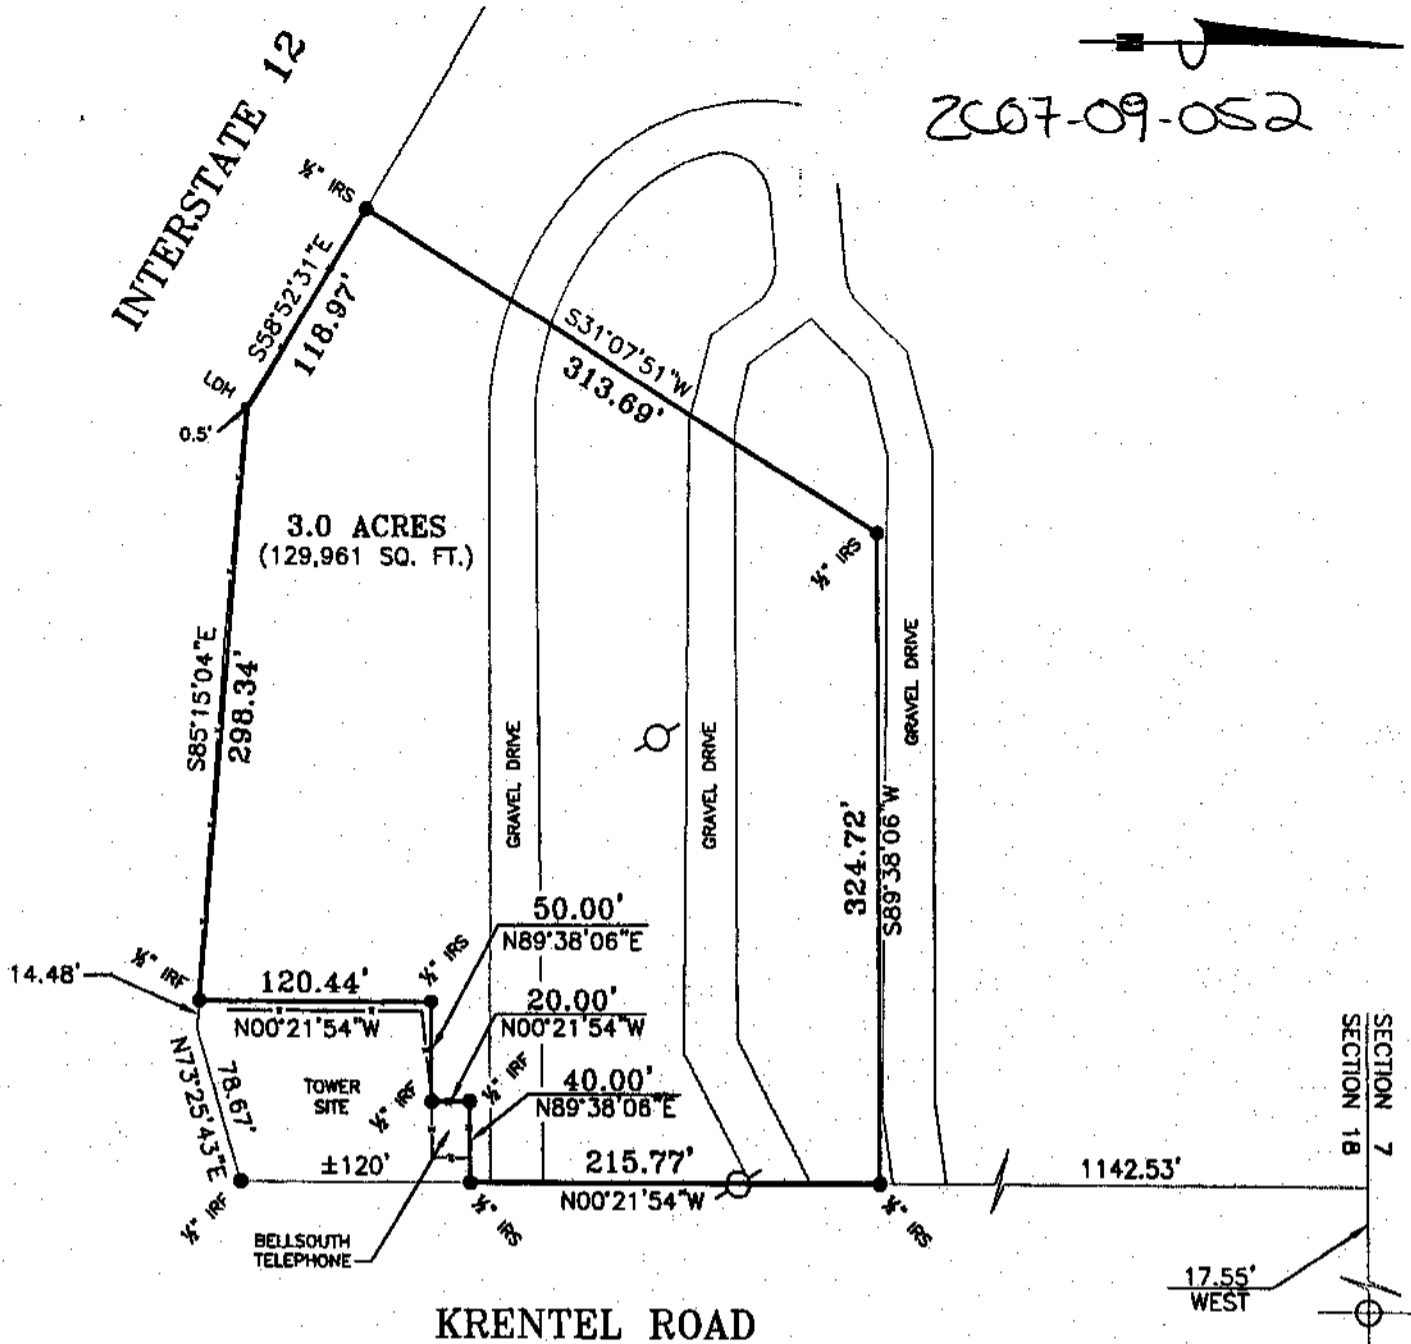 N
ZC07-09-052
INTERSTATE 12
½" IRS
S58°52'31"E
118.97'
LDH
0.5'
S31°07'51"W
313.69'
3.0 ACRES
(129,961 SQ. FT.)
½" IRS
S85°15'04"E
298.34'
GRAVEL DRIVE
GRAVEL DRIVE
GRAVEL DRIVE
324.72'
S89°38'06"W
50.00'
N89°38'06"E
14.48'
½" IRF
120.44'
N00°21'54"W
½" IRS
20.00'
N00°21'54"W
78.67'
N73°25'43"E
TOWER
SITE
½" IRF
½" IRF
40.00'
N89°38'06"E
±120'
215.77'
N00°21'54"W
1142.53'
SECTION 7
SECTION 18
½" IRF
½" IRS
½" IRS
BELLSOUTH
TELEPHONE
17.55'
WEST
KRENTEL ROAD